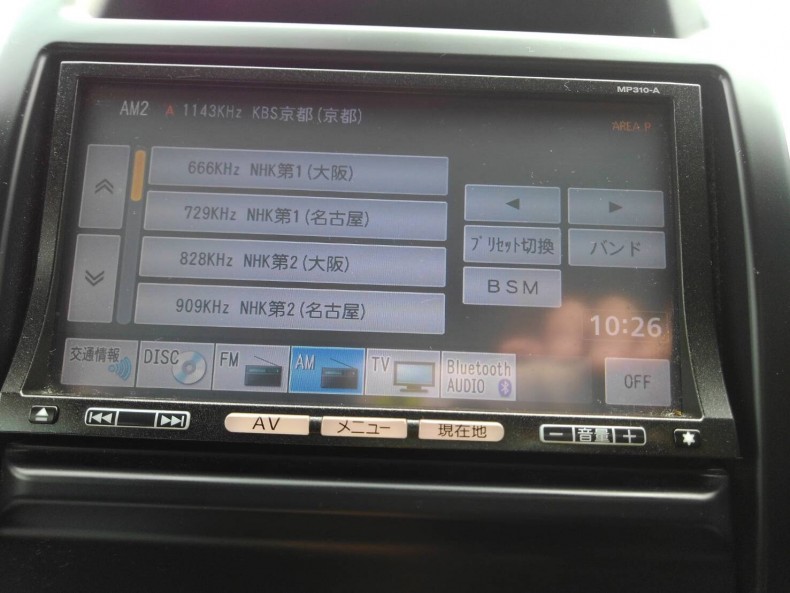 MP310-A
AM2 A 1143KHz KBS京都(京都)
AREA P
666KHz NHK第1(大阪)
729KHz NHK第1(名古屋)
828KHz NHK第2(大阪)
909KHz NHK第2(名古屋)
◀ ▶
プリセット切換 バンド
BSM
10:26
交通情報 DISC FM AM TV Bluetooth
AUDIO
OFF
AV メニュー 現在地 − 音量 +